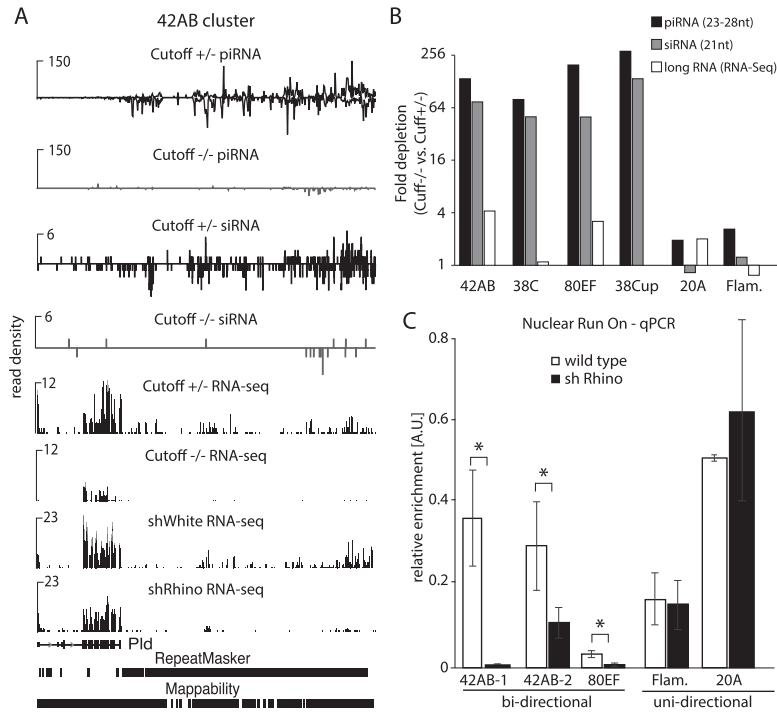 A
42AB cluster
Cutoff +/- piRNA
150
Cutoff -/- piRNA
150
Cutoff +/- siRNA
6
Cutoff -/- siRNA
6
read density
Cutoff +/- RNA-seq
12
Cutoff -/- RNA-seq
12
shWhite RNA-seq
23
shRhino RNA-seq
23
Pld
RepeatMasker
Mappability
B
piRNA (23-28nt)
siRNA (21nt)
long RNA (RNA-Seq)
Fold depletion
(Cuff-/- vs. Cuff+/-)
256
64
16
4
1
42AB 38C 80EF 38Cup 20A Flam.
C
Nuclear Run On - qPCR
wild type
sh Rhino
relative enrichment [A.U.]
0.8
0.6
0.4
0.2
0
* * *
42AB-1 42AB-2 80EF Flam. 20A
bi-directional uni-directional